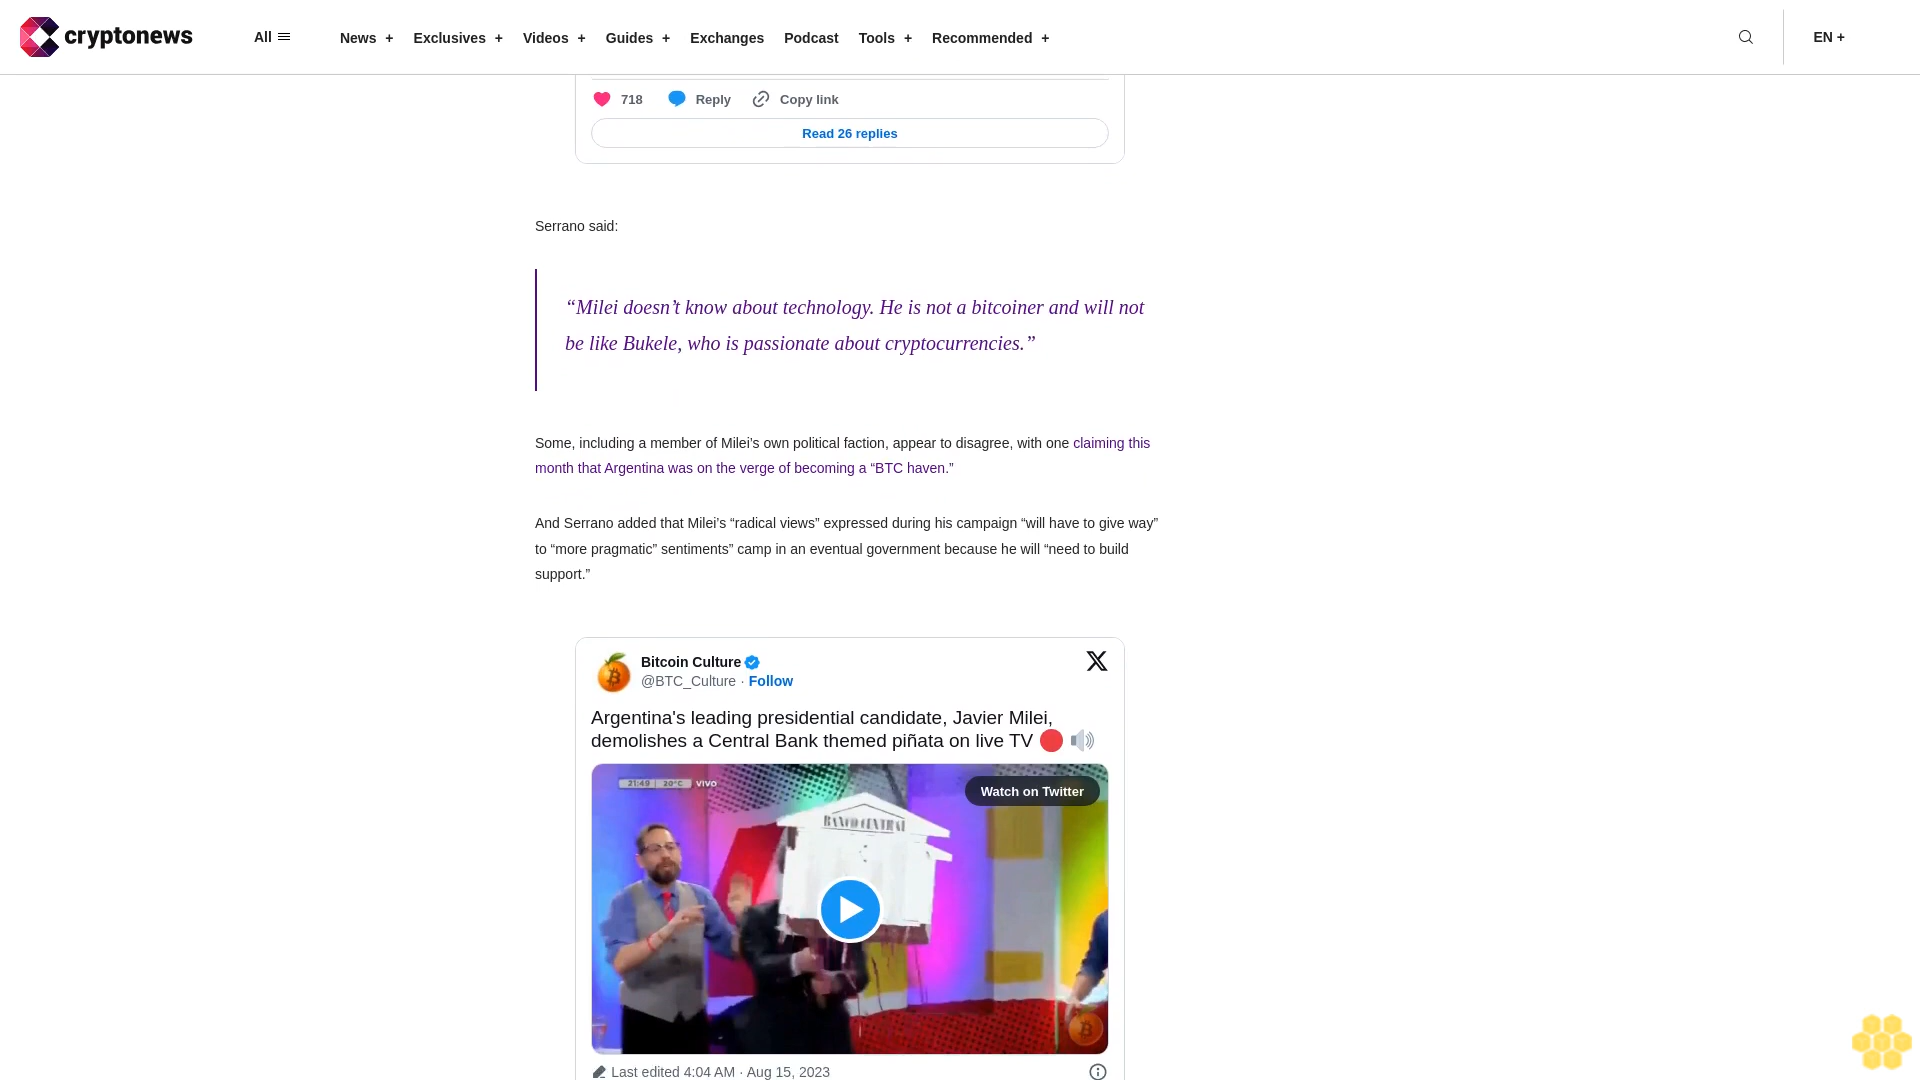 cryptonews
All
News + Exclusives + Videos + Guides + Exchanges Podcast Tools + Recommended +
EN +
718 Reply Copy link
Read 26 replies
Serrano said:
“Milei doesn’t know about technology. He is not a bitcoiner and will not
be like Bukele, who is passionate about cryptocurrencies.”
Some, including a member of Milei’s own political faction, appear to disagree, with one claiming this
month that Argentina was on the verge of becoming a “BTC haven.”
And Serrano added that Milei’s “radical views” expressed during his campaign “will have to give way”
to “more pragmatic” sentiments” camp in an eventual government because he will “need to build
support.”
Bitcoin Culture
@BTC_Culture · Follow
Argentina's leading presidential candidate, Javier Milei,
demolishes a Central Bank themed piñata on live TV
21:49 20°C VIVO
Watch on Twitter
BANCO CENTRAL
Last edited 4:04 AM · Aug 15, 2023